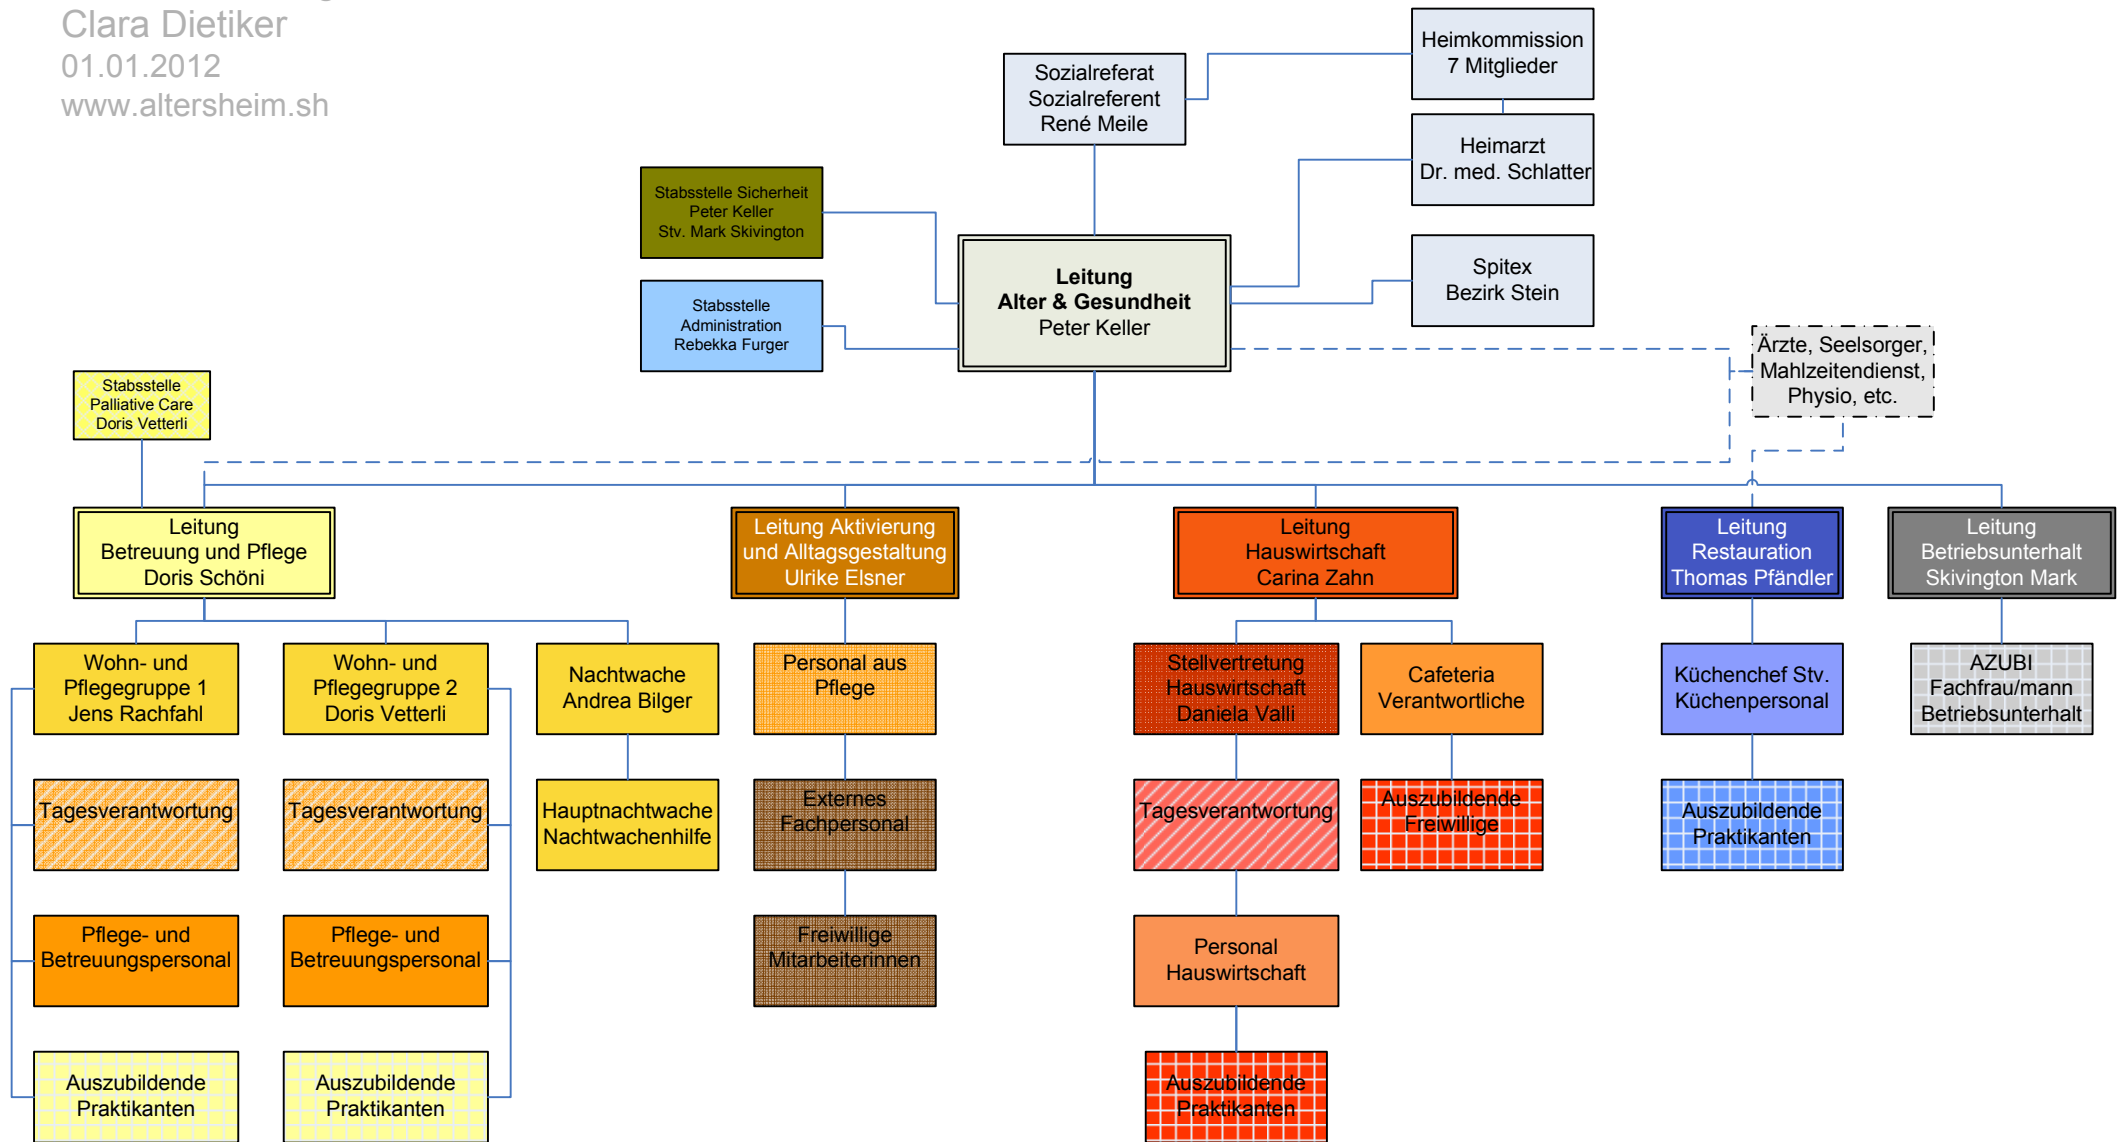 Clara Dietiker
01.01.2012
www.altersheim.sh
Heimkommission
7 Mitglieder
Sozialreferat
Sozialreferent
René Meile
Heimarzt
Dr. med. Schlatter
Stabsstelle Sicherheit
Peter Keller
Stv. Mark Skivington
Leitung
Alter & Gesundheit
Peter Keller
Spitex
Bezirk Stein
Stabsstelle
Administration
Rebekka Furger
Ärzte, Seelsorger,
Mahlzeitendienst,
Physio, etc.
Stabsstelle
Palliative Care
Doris Vetterli
Leitung
Betreuung und Pflege
Doris Schöni
Leitung Aktivierung
und Alltagsgestaltung
Ulrike Elsner
Leitung
Hauswirtschaft
Carina Zahn
Leitung
Restauration
Thomas Pfändler
Leitung
Betriebsunterhalt
Skivington Mark
Wohn- und
Pflegegruppe 1
Jens Rachfahl
Wohn- und
Pflegegruppe 2
Doris Vetterli
Nachtwache
Andrea Bilger
Personal aus
Pflege
Stellvertretung
Hauswirtschaft
Daniela Valli
Cafeteria
Verantwortliche
Küchenchef Stv.
Küchenpersonal
AZUBI
Fachfrau/mann
Betriebsunterhalt
Tagesverantwortung
Tagesverantwortung
Hauptnachtwache
Nachtwachenhilfe
Externes
Fachpersonal
Tagesverantwortung
Auszubildende
Freiwillige
Auszubildende
Praktikanten
Pflege- und
Betreuungspersonal
Pflege- und
Betreuungspersonal
Freiwillige
Mitarbeiterinnen
Personal
Hauswirtschaft
Auszubildende
Praktikanten
Auszubildende
Praktikanten
Auszubildende
Praktikanten